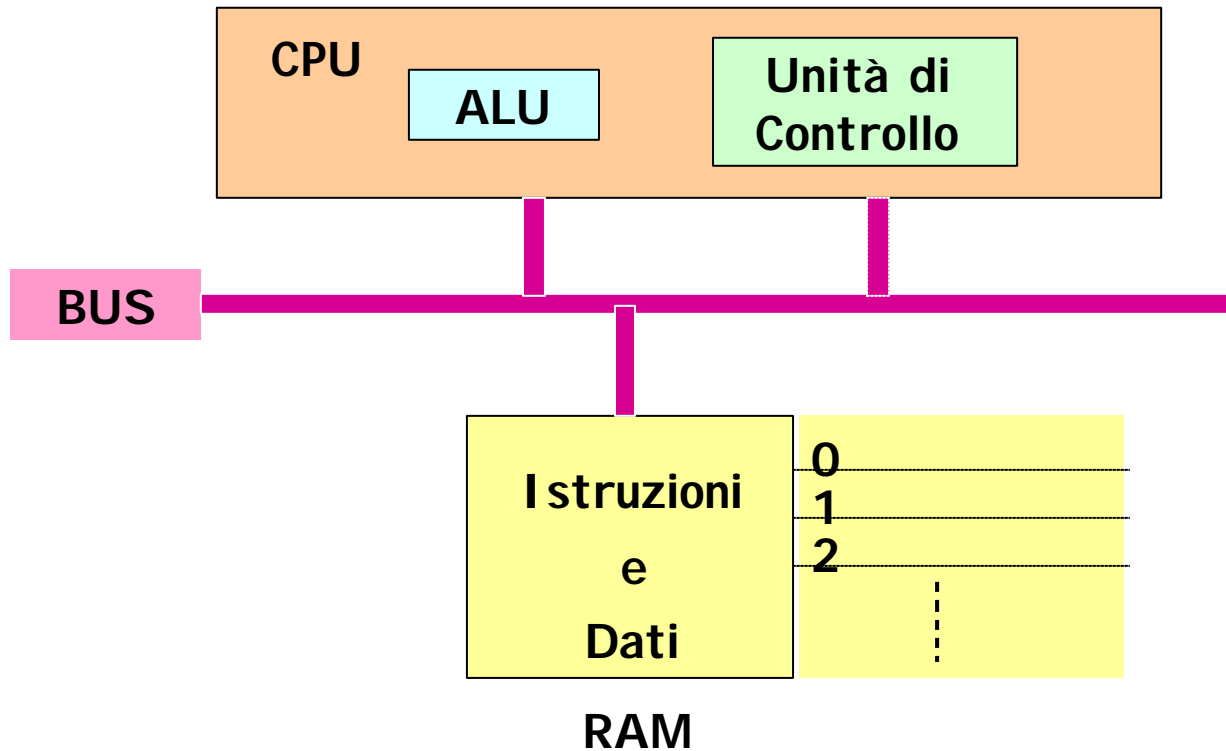 CPU
ALU
Unità di
Controllo
BUS
Istruzioni
e
Dati
0
1
2
RAM